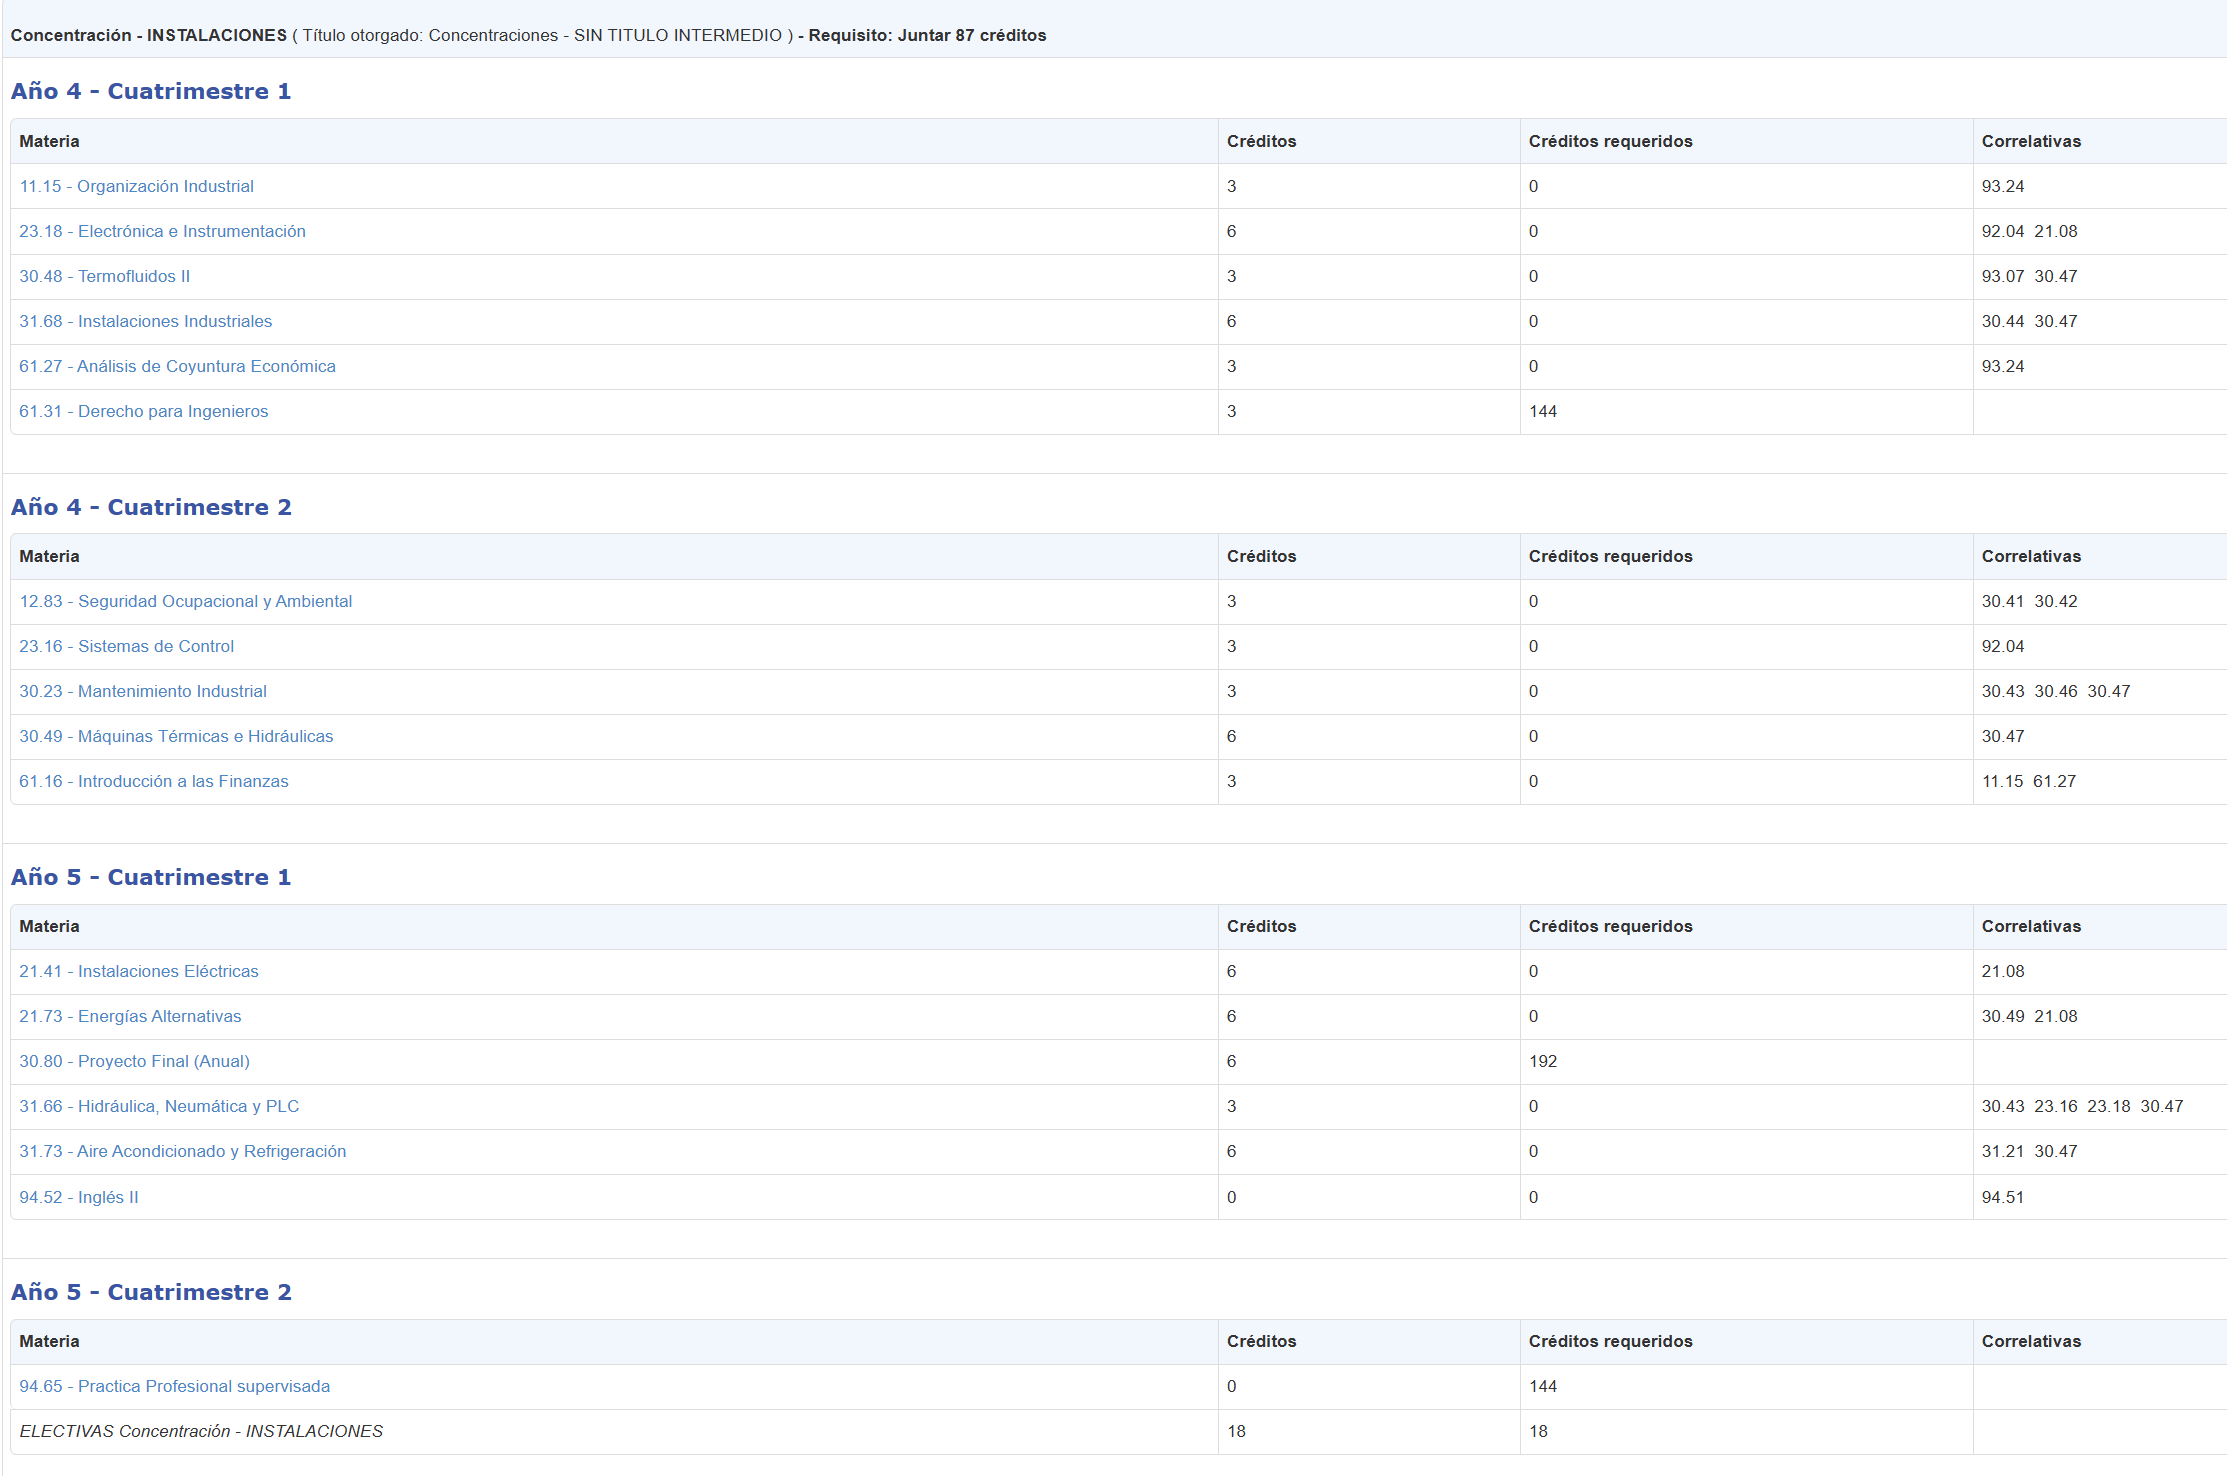 Concentración - INSTALACIONES ( Título otorgado: Concentraciones - SIN TITULO INTERMEDIO ) - Requisito: Juntar 87 créditos
Año 4 - Cuatrimestre 1
Materia Créditos Créditos requeridos Correlativas
11.15 - Organización Industrial 3 0 93.24
23.18 - Electrónica e Instrumentación 6 0 92.04 21.08
30.48 - Termofluidos II 3 0 93.07 30.47
31.68 - Instalaciones Industriales 6 0 30.44 30.47
61.27 - Análisis de Coyuntura Económica 3 0 93.24
61.31 - Derecho para Ingenieros 3 144
Año 4 - Cuatrimestre 2
Materia Créditos Créditos requeridos Correlativas
12.83 - Seguridad Ocupacional y Ambiental 3 0 30.41 30.42
23.16 - Sistemas de Control 3 0 92.04
30.23 - Mantenimiento Industrial 3 0 30.43 30.46 30.47
30.49 - Máquinas Térmicas e Hidráulicas 6 0 30.47
61.16 - Introducción a las Finanzas 3 0 11.15 61.27
Año 5 - Cuatrimestre 1
Materia Créditos Créditos requeridos Correlativas
21.41 - Instalaciones Eléctricas 6 0 21.08
21.73 - Energías Alternativas 6 0 30.49 21.08
30.80 - Proyecto Final (Anual) 6 192
31.66 - Hidráulica, Neumática y PLC 3 0 30.43 23.16 23.18 30.47
31.73 - Aire Acondicionado y Refrigeración 6 0 31.21 30.47
94.52 - Inglés II 0 0 94.51
Año 5 - Cuatrimestre 2
Materia Créditos Créditos requeridos Correlativas
94.65 - Practica Profesional supervisada 0 144
ELECTIVAS Concentración - INSTALACIONES 18 18